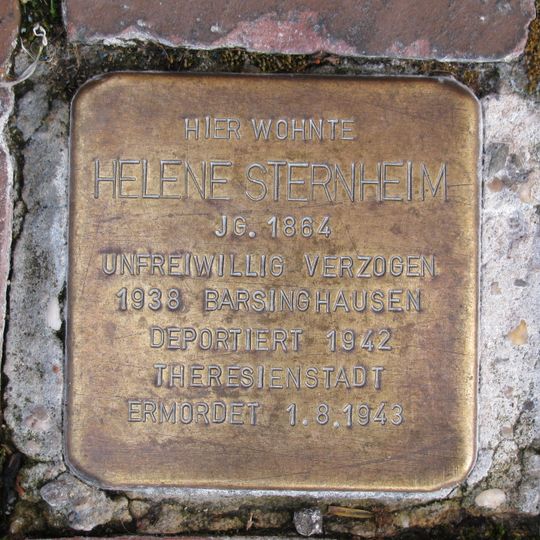 HIER WOHNTE
HELENE STERNHEIM
JG. 1864
UNFREIWILLIG VERZOGEN
1938 BARSINGHAUSEN
DEPORTIERT 1942
THERESIENSTADT
ERMORDET 1.8.1943